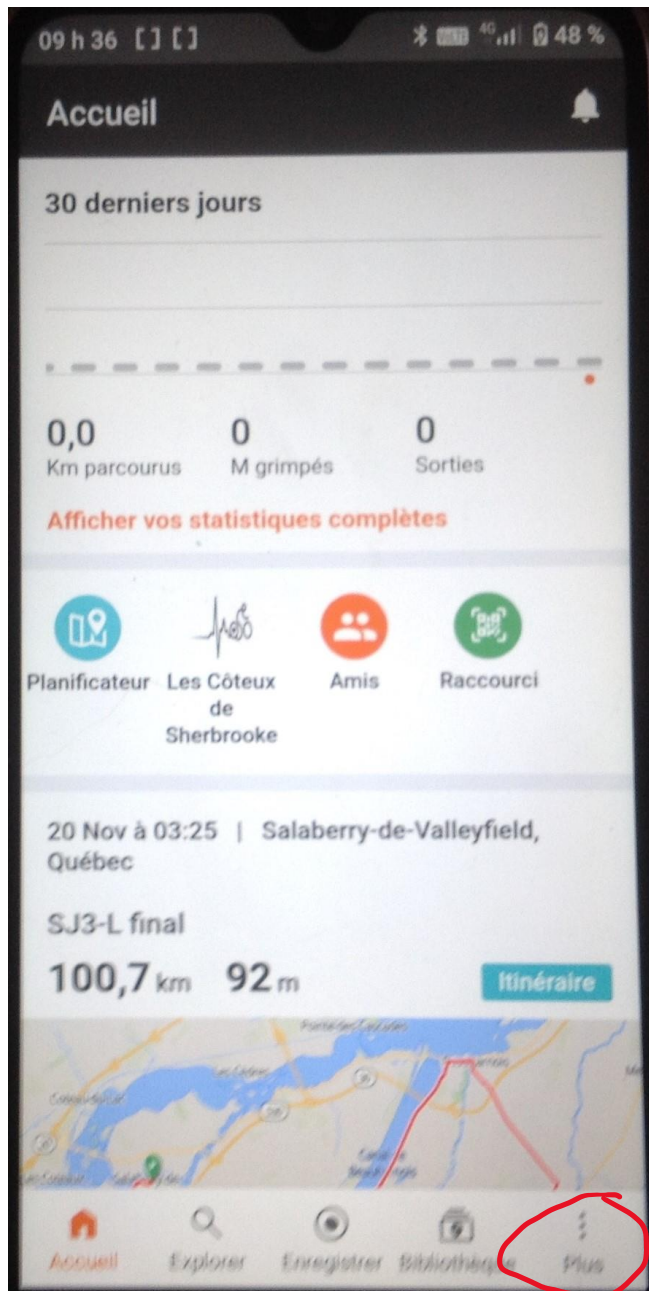 09 h 36
4G 48 %
Accueil
30 derniers jours
0,0 0 0
Km parcourus M grimpés Sorties
Afficher vos statistiques complètes
Planificateur Les Côteux Amis Raccourci
de
Sherbrooke
20 Nov à 03:25 | Salaberry-de-Valleyfield,
Québec
SJ3-L final
100,7 km 92 m
Itinéraire
Accueil Explorer Enregistrer Bibliothèque Plus